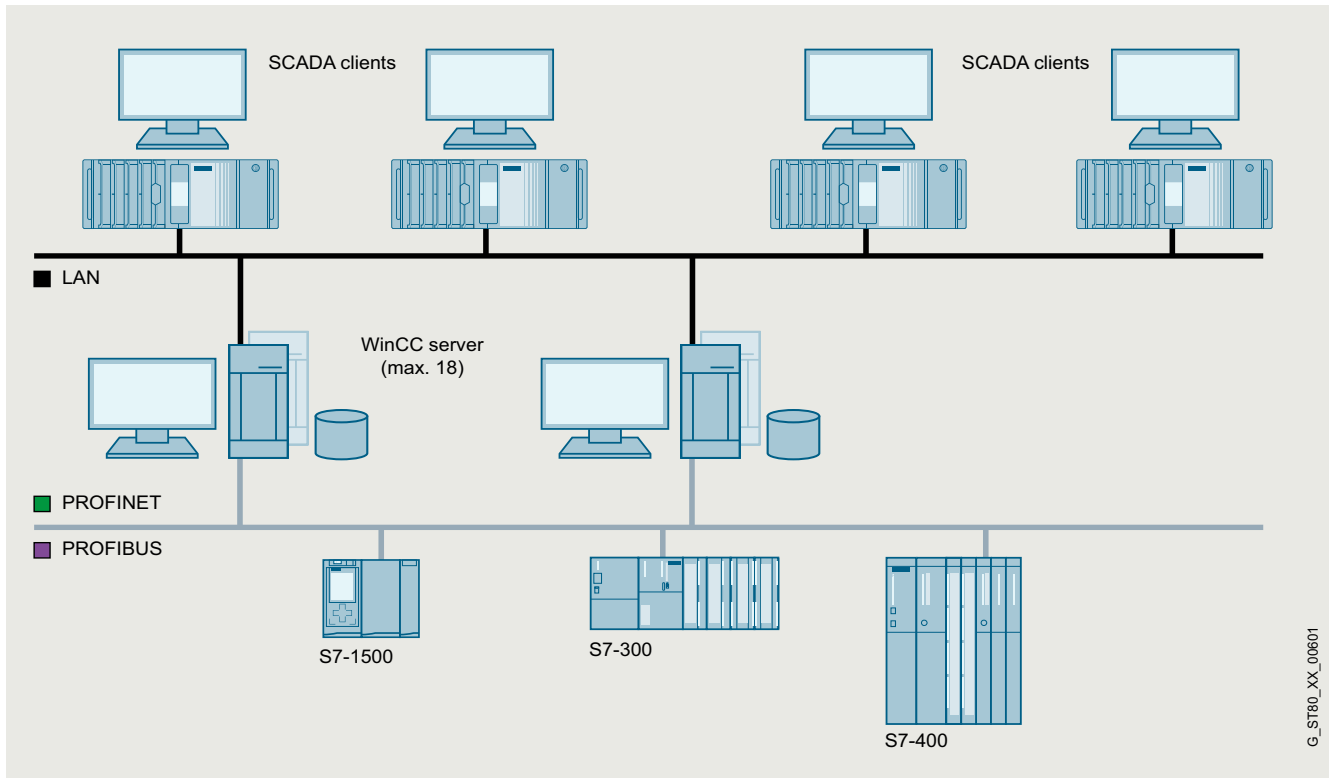 SCADA clients
SCADA clients
LAN
WinCC server
(max. 18)
PROFINET
PROFIBUS
S7-1500
S7-300
S7-400
G_ST80_XX_00601